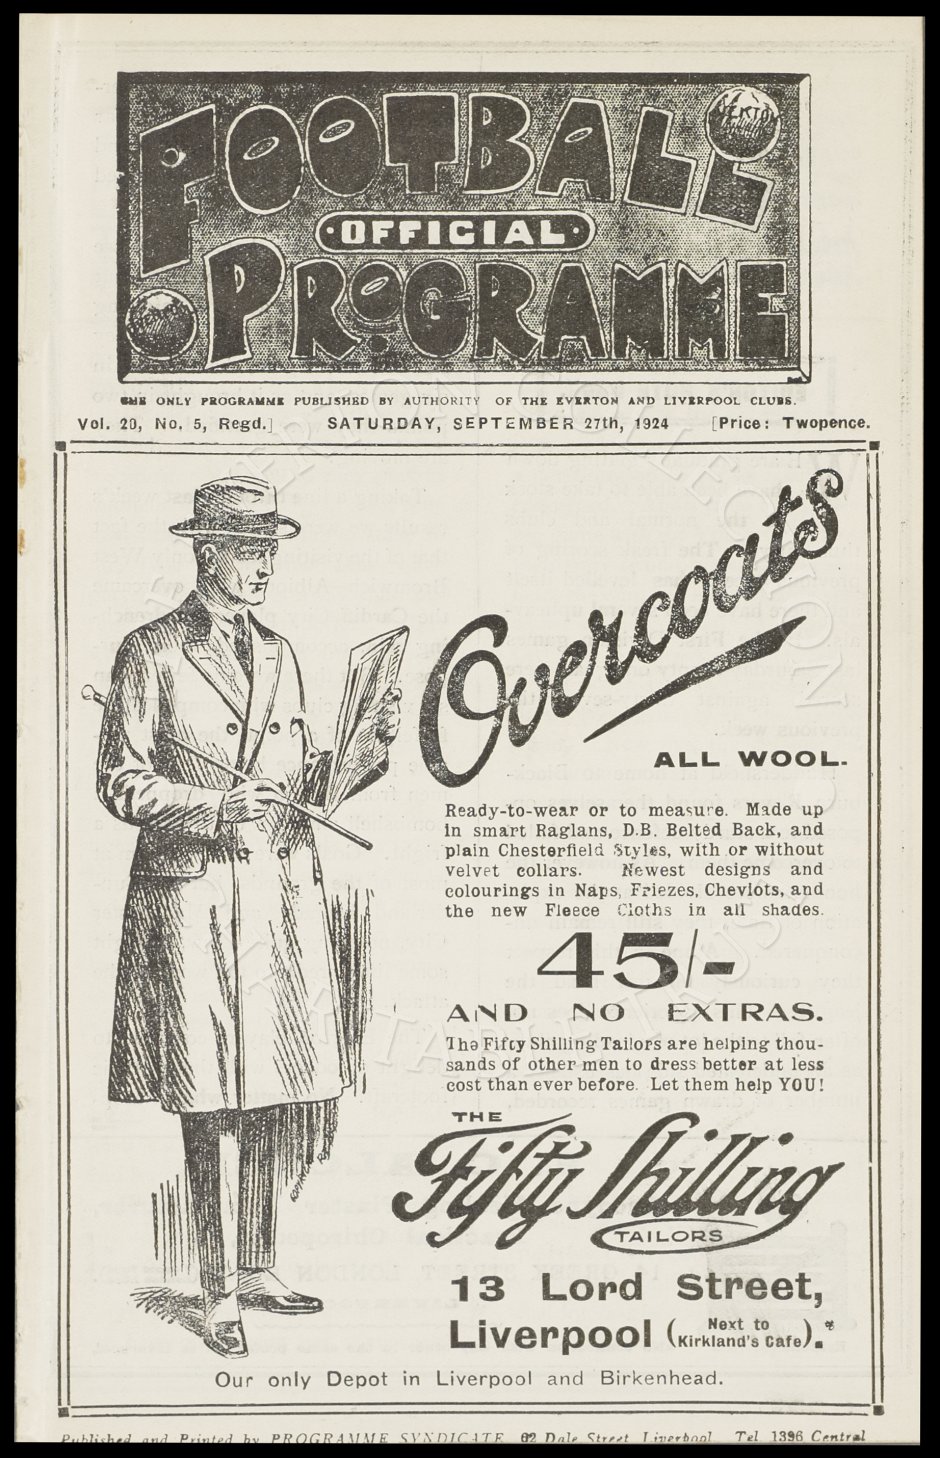 FOOTBALL
EVERTON
·OFFICIAL·
PROGRAMME
THE ONLY PROGRAMME PUBLISHED BY AUTHORITY OF THE EVERTON AND LIVERPOOL CLUBS.
Vol. 20, No. 5, Regd.] SATURDAY, SEPTEMBER 27th, 1924 [Price: Twopence.
Overcoats
ALL WOOL.
Ready-to-wear or to measure. Made up
in smart Raglans, D.B. Belted Back, and
plain Chesterfield Styles, with or without
velvet collars. Newest designs and
colourings in Naps, Friezes, Cheviots, and
the new Fleece Cloths in all shades.
45/-
AND NO EXTRAS.
The Fifty Shilling Tailors are helping thou-
sands of other men to dress better at less
cost than ever before. Let them help YOU!
THE
Fifty Shilling
TAILORS
13 Lord Street,
Liverpool (Next to Kirkland's Cafe).*
Our only Depot in Liverpool and Birkenhead.
Published and Printed by PROGRAMME SYNDICATE 62 Dale Street Liverpool Tel 1396 Central
EVERTON COLLECTION CHARITABLE TRUST